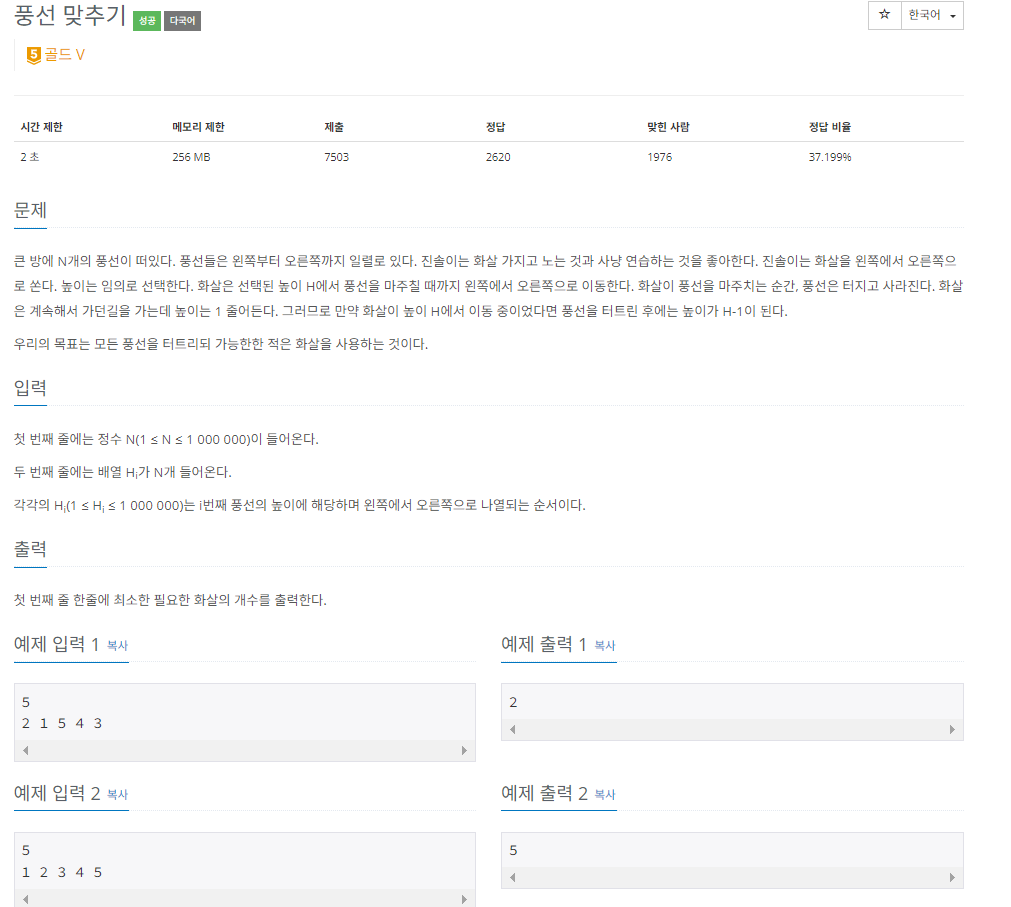 풍선 맞추기 성공 다국어
☆ 한국어
5 골드 V
시간 제한 메모리 제한 제출 정답 맞힌 사람 정답 비율
2 초 256 MB 7503 2620 1976 37.199%
문제
큰 방에 N개의 풍선이 떠있다. 풍선들은 왼쪽부터 오른쪽까지 일렬로 있다. 진솔이는 화살 가지고 노는 것과 사냥 연습하는 것을 좋아한다. 진솔이는 화살을 왼쪽에서 오른쪽으
로 쏜다. 높이는 임의로 선택한다. 화살은 선택된 높이 H에서 풍선을 마주칠 때까지 왼쪽에서 오른쪽으로 이동한다. 화살이 풍선을 마주치는 순간, 풍선은 터지고 사라진다. 화살
은 계속해서 가던길을 가는데 높이는 1 줄어든다. 그러므로 만약 화살이 높이 H에서 이동 중이었다면 풍선을 터트린 후에는 높이가 H-1이 된다.
우리의 목표는 모든 풍선을 터트리되 가능한한 적은 화살을 사용하는 것이다.
입력
첫 번째 줄에는 정수 N(1 ≤ N ≤ 1 000 000)이 들어온다.
두 번째 줄에는 배열 Hi가 N개 들어온다.
각각의 Hi(1 ≤ Hi ≤ 1 000 000)는 i번째 풍선의 높이에 해당하며 왼쪽에서 오른쪽으로 나열되는 순서이다.
출력
첫 번째 줄 한줄에 최소한 필요한 화살의 개수를 출력한다.
예제 입력 1 복사
5
2 1 5 4 3
예제 출력 1 복사
2
예제 입력 2 복사
5
1 2 3 4 5
예제 출력 2 복사
5